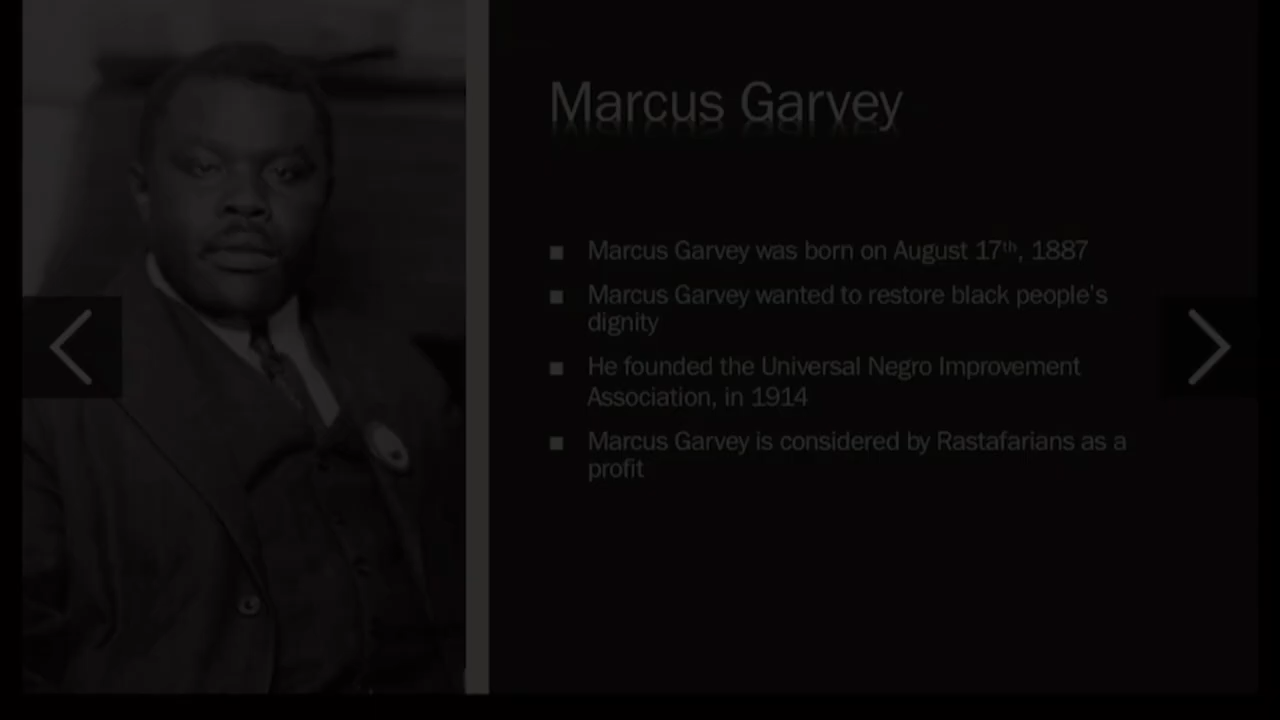 Marcus Garvey
Marcus Garvey was born on August 17th, 1887
Marcus Garvey wanted to restore black people's
dignity
He founded the Universal Negro Improvement
Association, in 1914
Marcus Garvey is considered by Rastafarians as a
profit